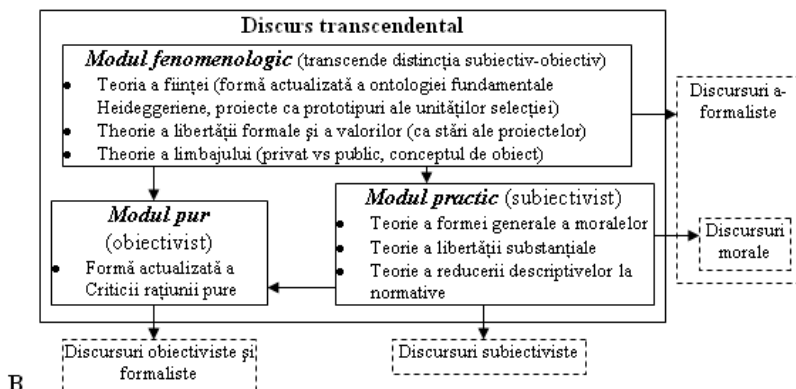 Discurs transcendental
Modul fenomenologic (transcende distincția subiectiv-obiectiv)
• Teoria a ființei (formă actualizată a ontologiei fundamentale
Heideggeriene, proiecte ca prototipuri ale unităților selecției)
• Theorie a libertății formale și a valorilor (ca stări ale proiectelor)
• Theorie a limbajului (privat vs public, conceptul de obiect)
Discursuri a-
formaliste
Modul pur
(obiectivist)
• Formă actualizată a
Criticii rațiunii pure
Modul practic (subiectivist)
• Teorie a formei generale a moralelor
• Teorie a libertății substanțiale
• Teorie a reducerii descriptivelor la
normative
Discursuri
morale
Discursuri obiectiviste și
formaliste
Discursuri subiectiviste
B